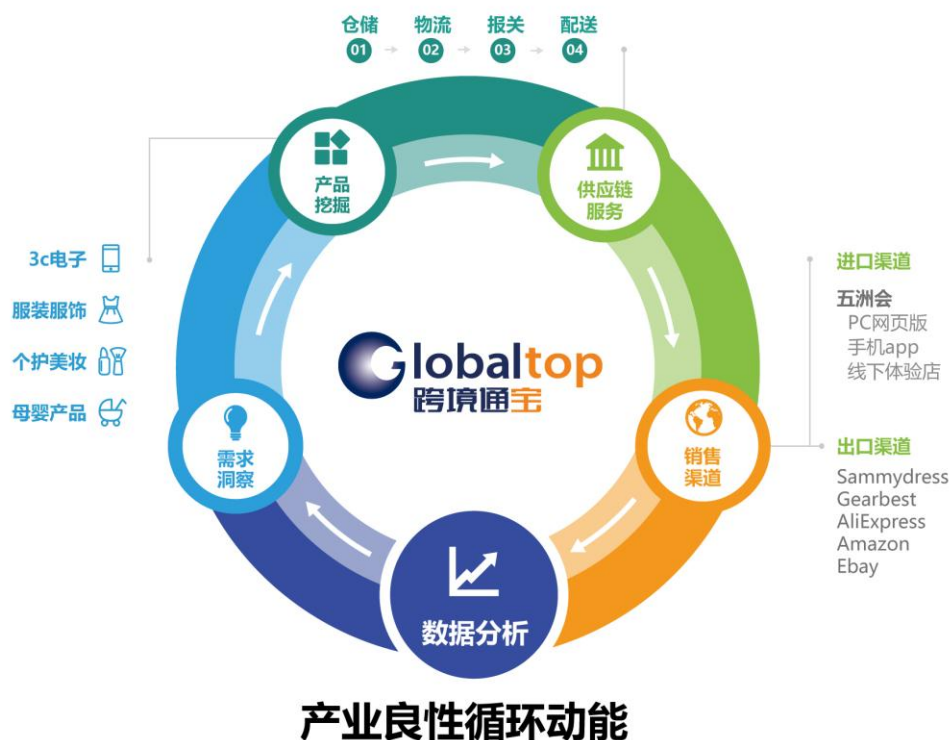 仓储 物流 报关 配送
01 02 03 04
产品
挖掘
供应链
服务
3c电子
服装服饰
个护美妆
母婴产品
进口渠道
五洲会
PC网页版
手机app
线下体验店
Globaltop
跨境通宝
需求
洞察
销售
渠道
出口渠道
Sammydress
Gearbest
AliExpress
Amazon
Ebay
数据分析
产业良性循环动能